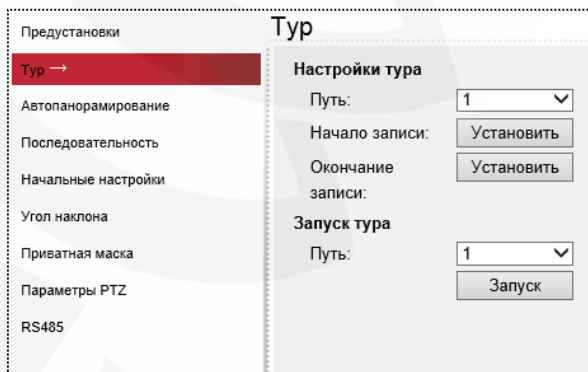 Предустановки
Тур →
Автопанорамирование
Последовательность
Начальные настройки
Угол наклона
Приватная маска
Параметры PTZ
RS485
Тур
Настройки тура
Путь: 1
Начало записи: Установить
Окончание записи: Установить
Запуск тура
Путь: 1
Запуск